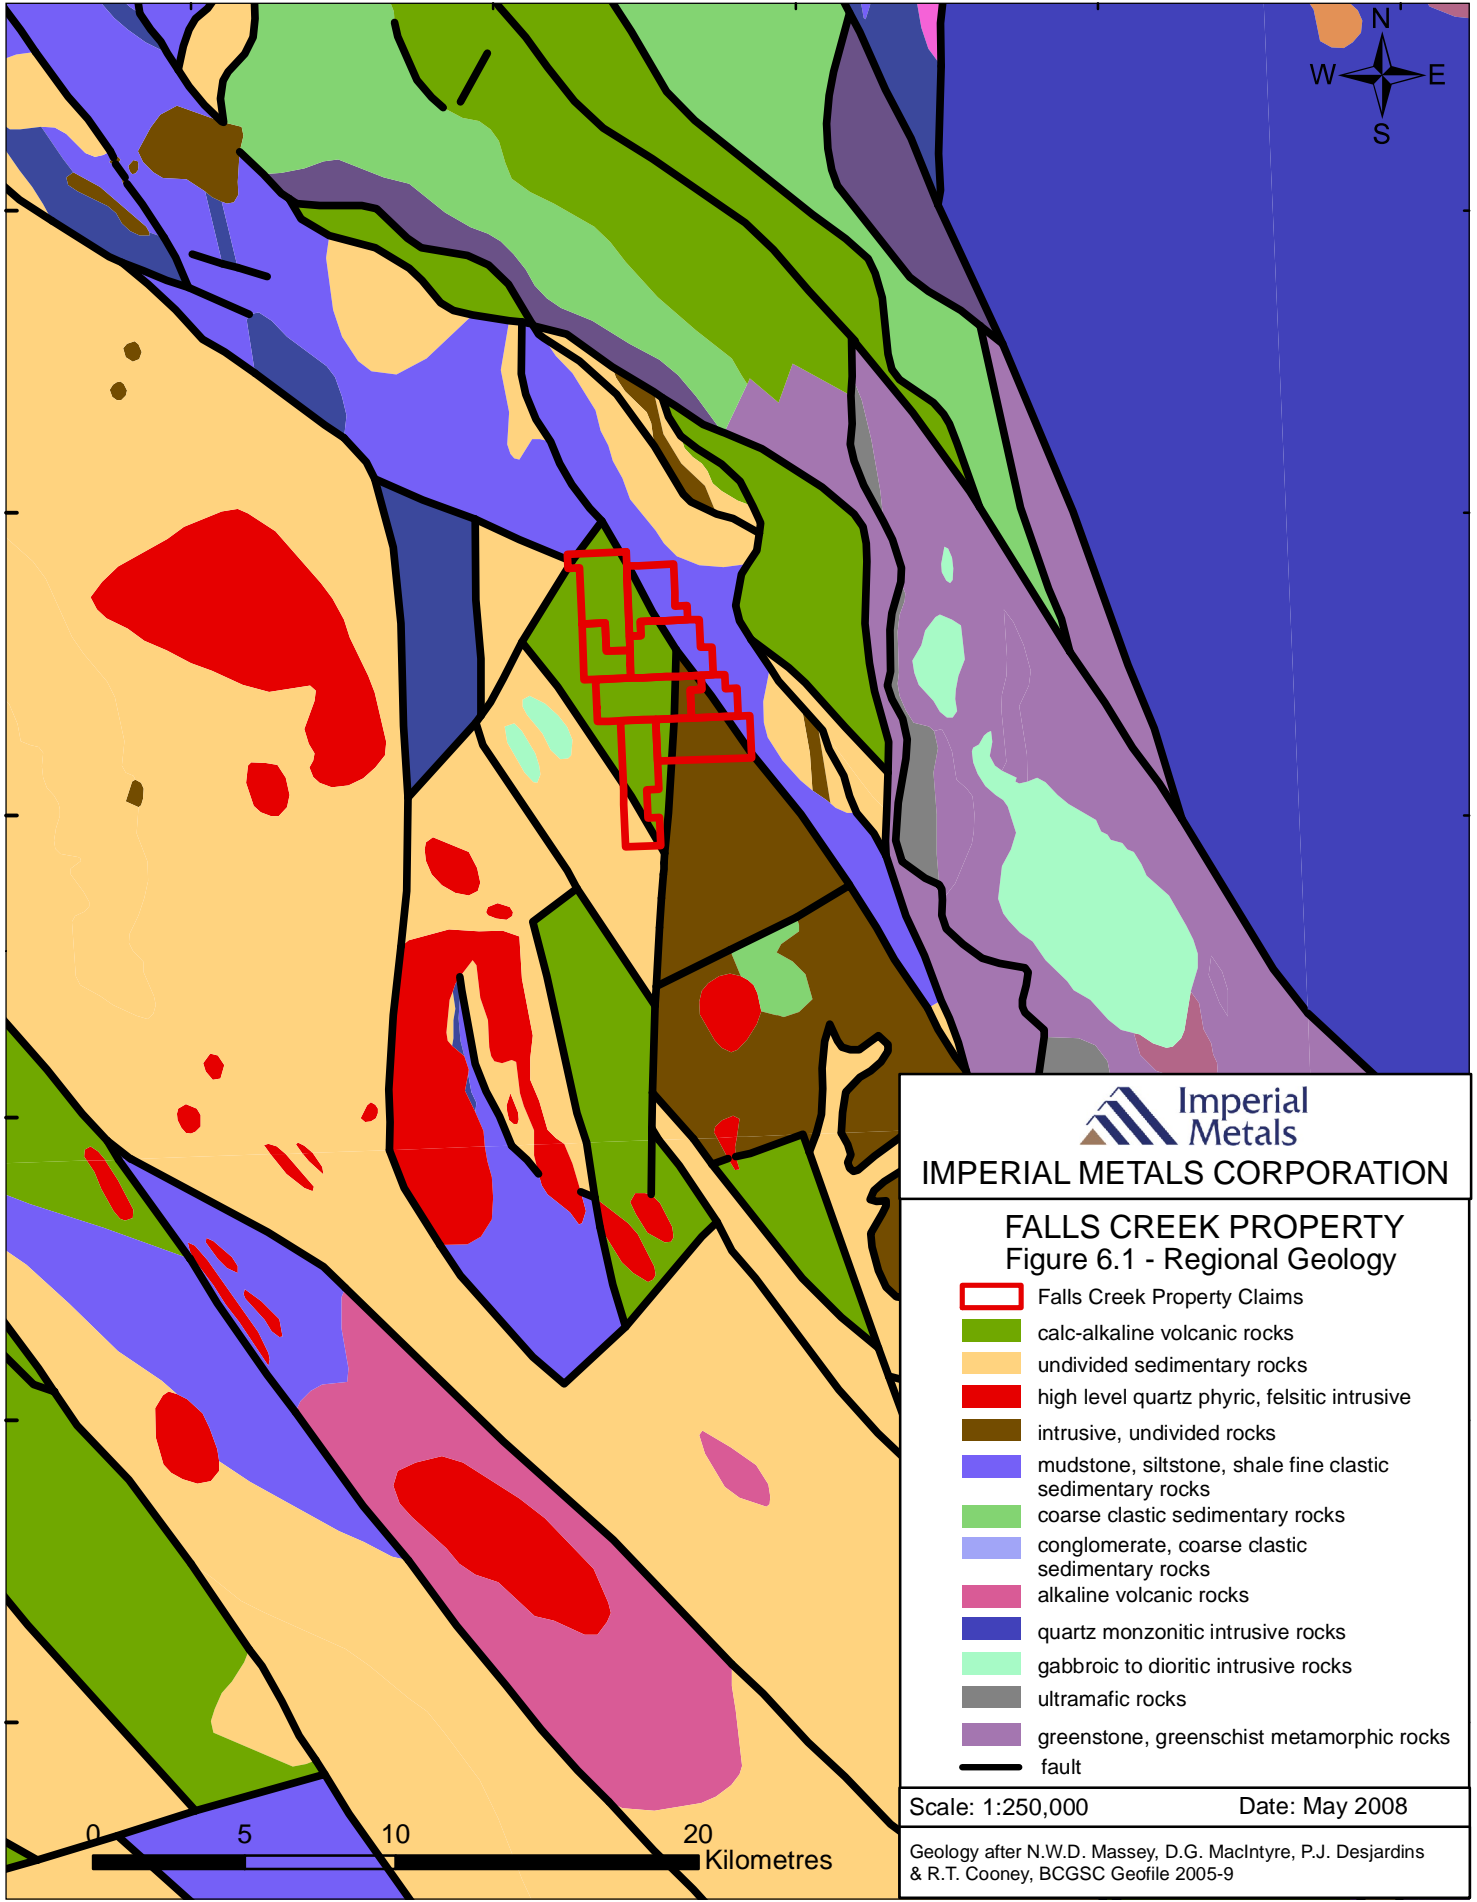 N
W E
S
Imperial
Metals
IMPERIAL METALS CORPORATION
FALLS CREEK PROPERTY
Figure 6.1 - Regional Geology
Falls Creek Property Claims
calc-alkaline volcanic rocks
undivided sedimentary rocks
high level quartz phyric, felsitic intrusive
intrusive, undivided rocks
mudstone, siltstone, shale fine clastic
sedimentary rocks
coarse clastic sedimentary rocks
conglomerate, coarse clastic
sedimentary rocks
alkaline volcanic rocks
quartz monzonitic intrusive rocks
gabbroic to dioritic intrusive rocks
ultramafic rocks
greenstone, greenschist metamorphic rocks
fault
Scale: 1:250,000 Date: May 2008
Geology after N.W.D. Massey, D.G. MacIntyre, P.J. Desjardins
& R.T. Cooney, BCGSC Geofile 2005-9
0 5 10 20
Kilometres